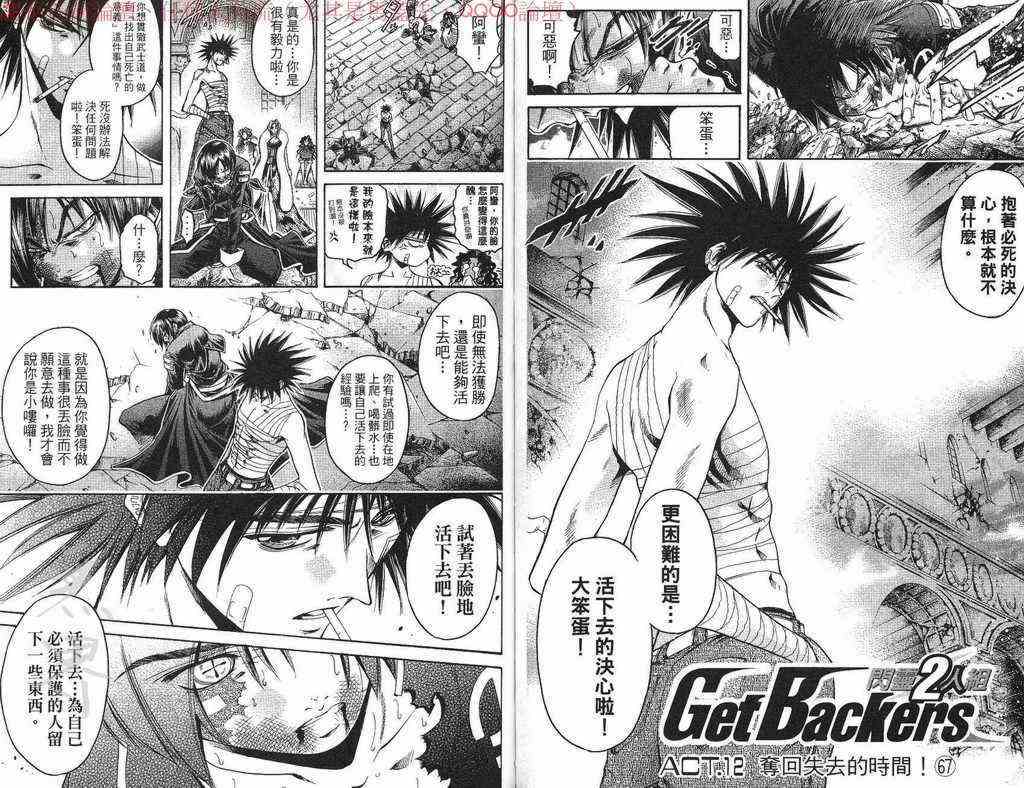 可惡…
可惡啊！
笨蛋…
抱著必死的決
心，根本就不
算什麼。
更困難的是…
活下去的決心啦！
大笨蛋！
GetBackers
2人組
ACT.12 奪回失去的時間！67
阿蠻！
阿蠻，你的臉
怎麼變得這麼
醜…
我的臉本來就
是這樣啦！
真是的…你是
很有毅力啦…
你想貫徹武士道，做
到找出自己死亡的
意義』這件事情嗎？
死沒辦法解
決任何問題
啦！笨蛋！
什…麼？
即使無法獲勝
，還是能夠活
下去吧…
你有試過即使在地
上爬、喝髒水…也
要讓自己活下去的
經驗嗎…？
就是因為你覺得做
這種事很丟臉而不
願意去做，我才會
說你是小嘍囉！
試著丟臉地
活下去吧！
活下去…為自己
必須保護的人留
下一些東西。